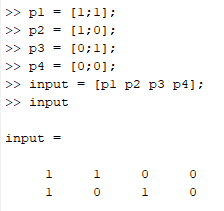 >> p1 = [1;1];
>> p2 = [1;0];
>> p3 = [0;1];
>> p4 = [0;0];
>> input = [p1 p2 p3 p4];
>> input
input =
1 1 0 0
1 0 1 0